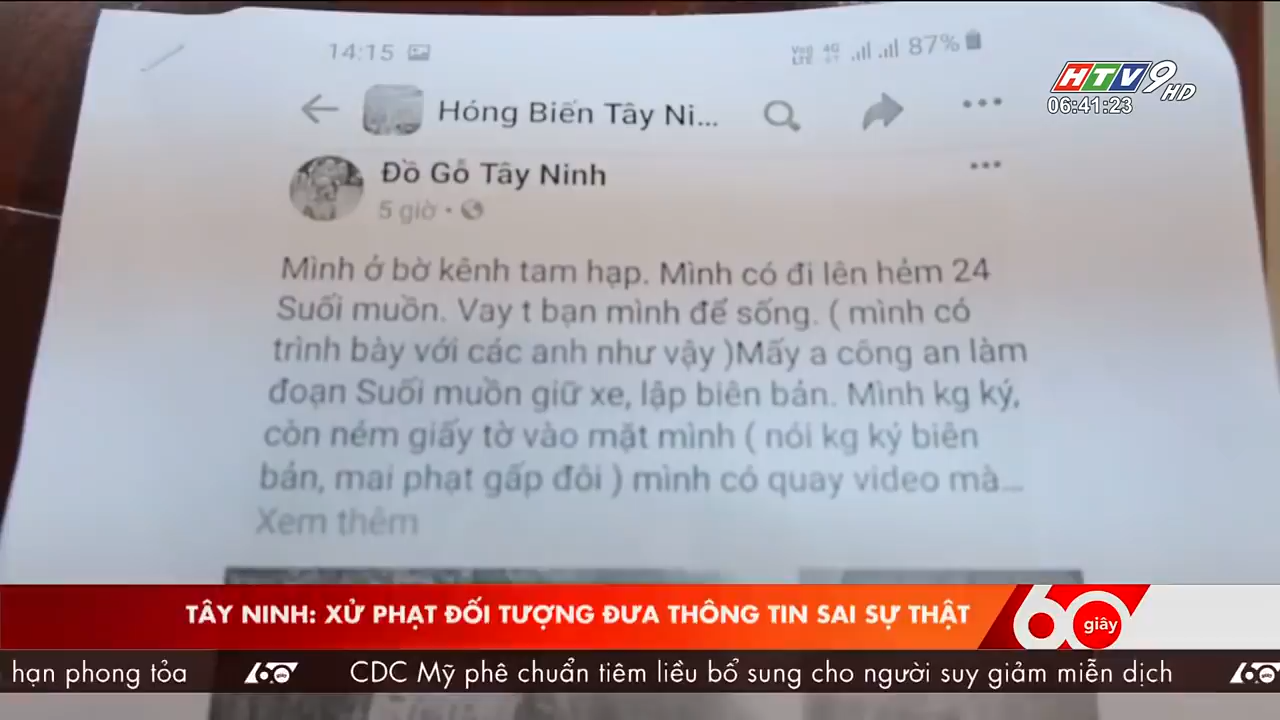 14:15
Vo) 4G
LTE
87%
HTV9 HD
06:41:23
Hóng Biến Tây Ni...
Đồ Gỗ Tây Ninh
5 giờ
Mình ở bờ kênh tam hạp. Mình có đi lên hẻm 24
Suối muồn. Vay t bạn mình để sống. ( mình có
trình bày với các anh như vậy )Mấy a công an làm
đoạn Suối muồn giữ xe, lập biên bản. Mình kg ký,
còn ném giấy tờ vào mặt mình ( nói kg ký biên
bản, mai phạt gấp đôi ) mình có quay video mà...
Xem thêm
TÂY NINH: XỬ PHẠT ĐỐI TƯỢNG ĐƯA THÔNG TIN SAI SỰ THẬT
60 giây
hạn phong tỏa 60 giây CDC Mỹ phê chuẩn tiêm liều bổ sung cho người suy giảm miễn dịch 60 giây